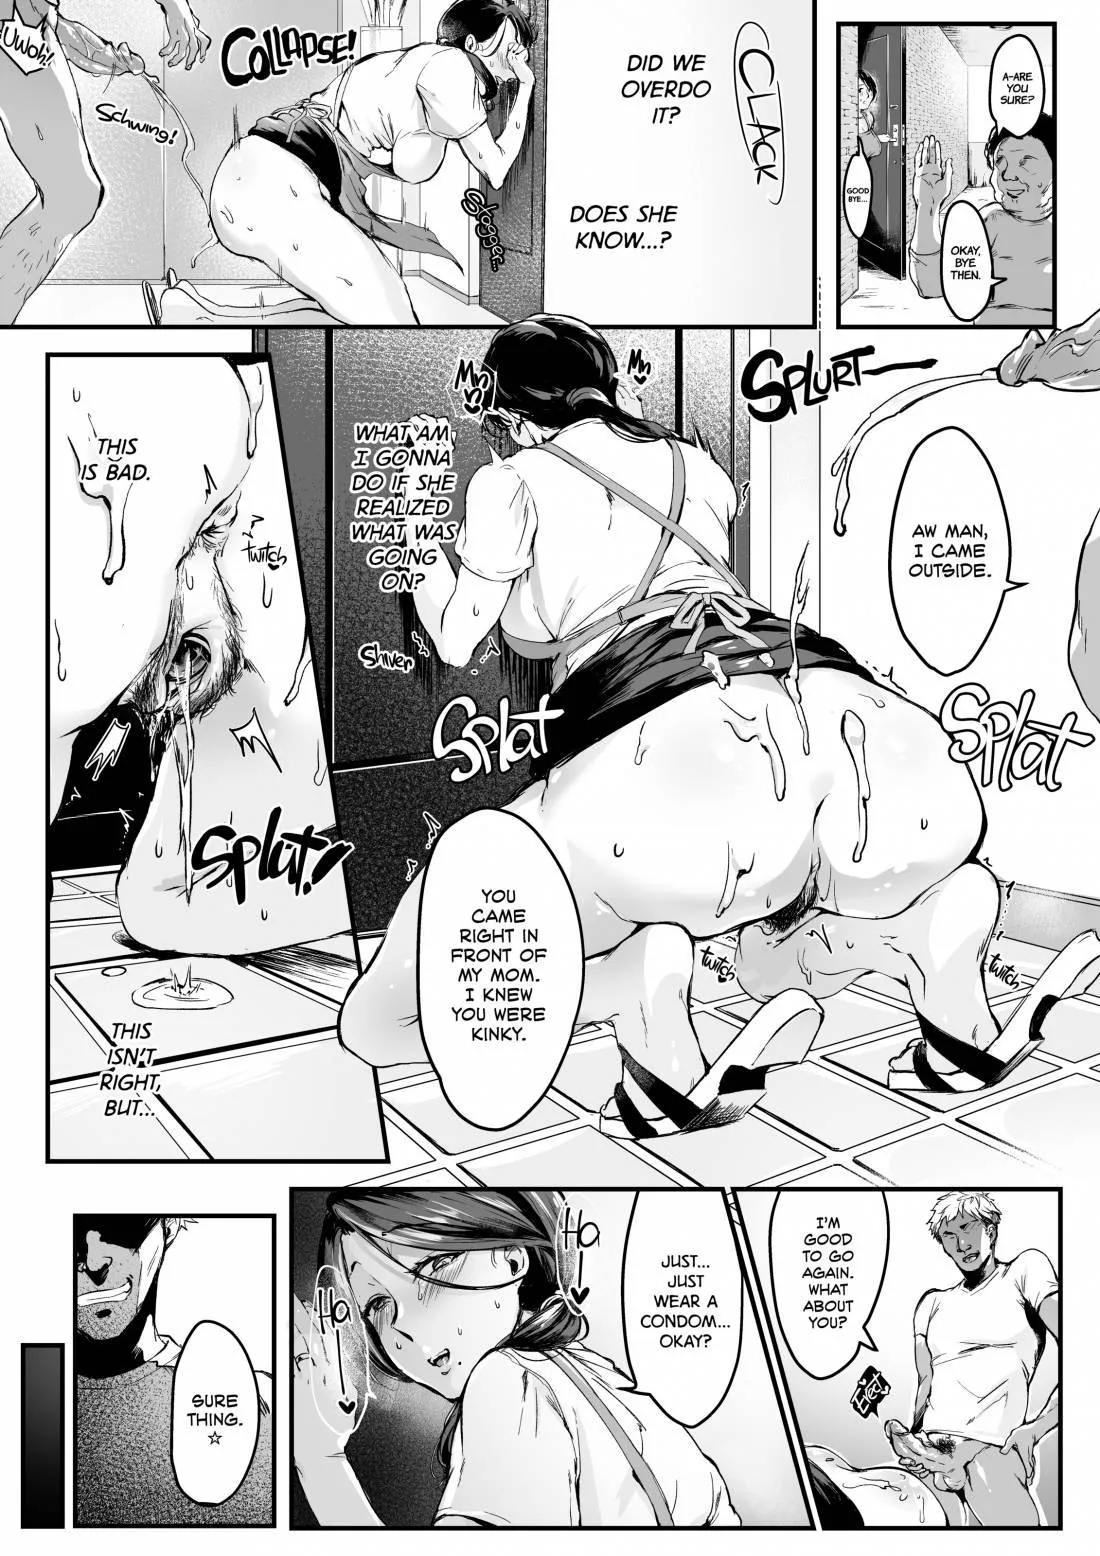 A-ARE
YOU
SURE?
GOOD
BYE...
OKAY,
BYE
THEN.
CLACK
DID WE
OVERDO
IT?
DOES SHE
KNOW...?
COLLAPSE!
Stagger...
UWOH!
Schwing!
SPLURT
AW MAN,
I CAME
OUTSIDE.
Mn
Mn
n
WHAT AM
I GONNA
DO IF SHE
REALIZED
WHAT WAS
GOING
ON?
Shiver
Splat
Splat
YOU
CAME
RIGHT IN
FRONT OF
MY MOM.
I KNEW
YOU WERE
KINKY.
twitch
twitch
THIS
IS BAD.
twitch
Splut!
THIS
ISN'T
RIGHT,
BUT...
I'M
GOOD
TO GO
AGAIN.
WHAT
ABOUT
YOU?
Erect
JUST...
JUST
WEAR A
CONDOM...
OKAY?
Ha
Ha
SURE
THING.
☆